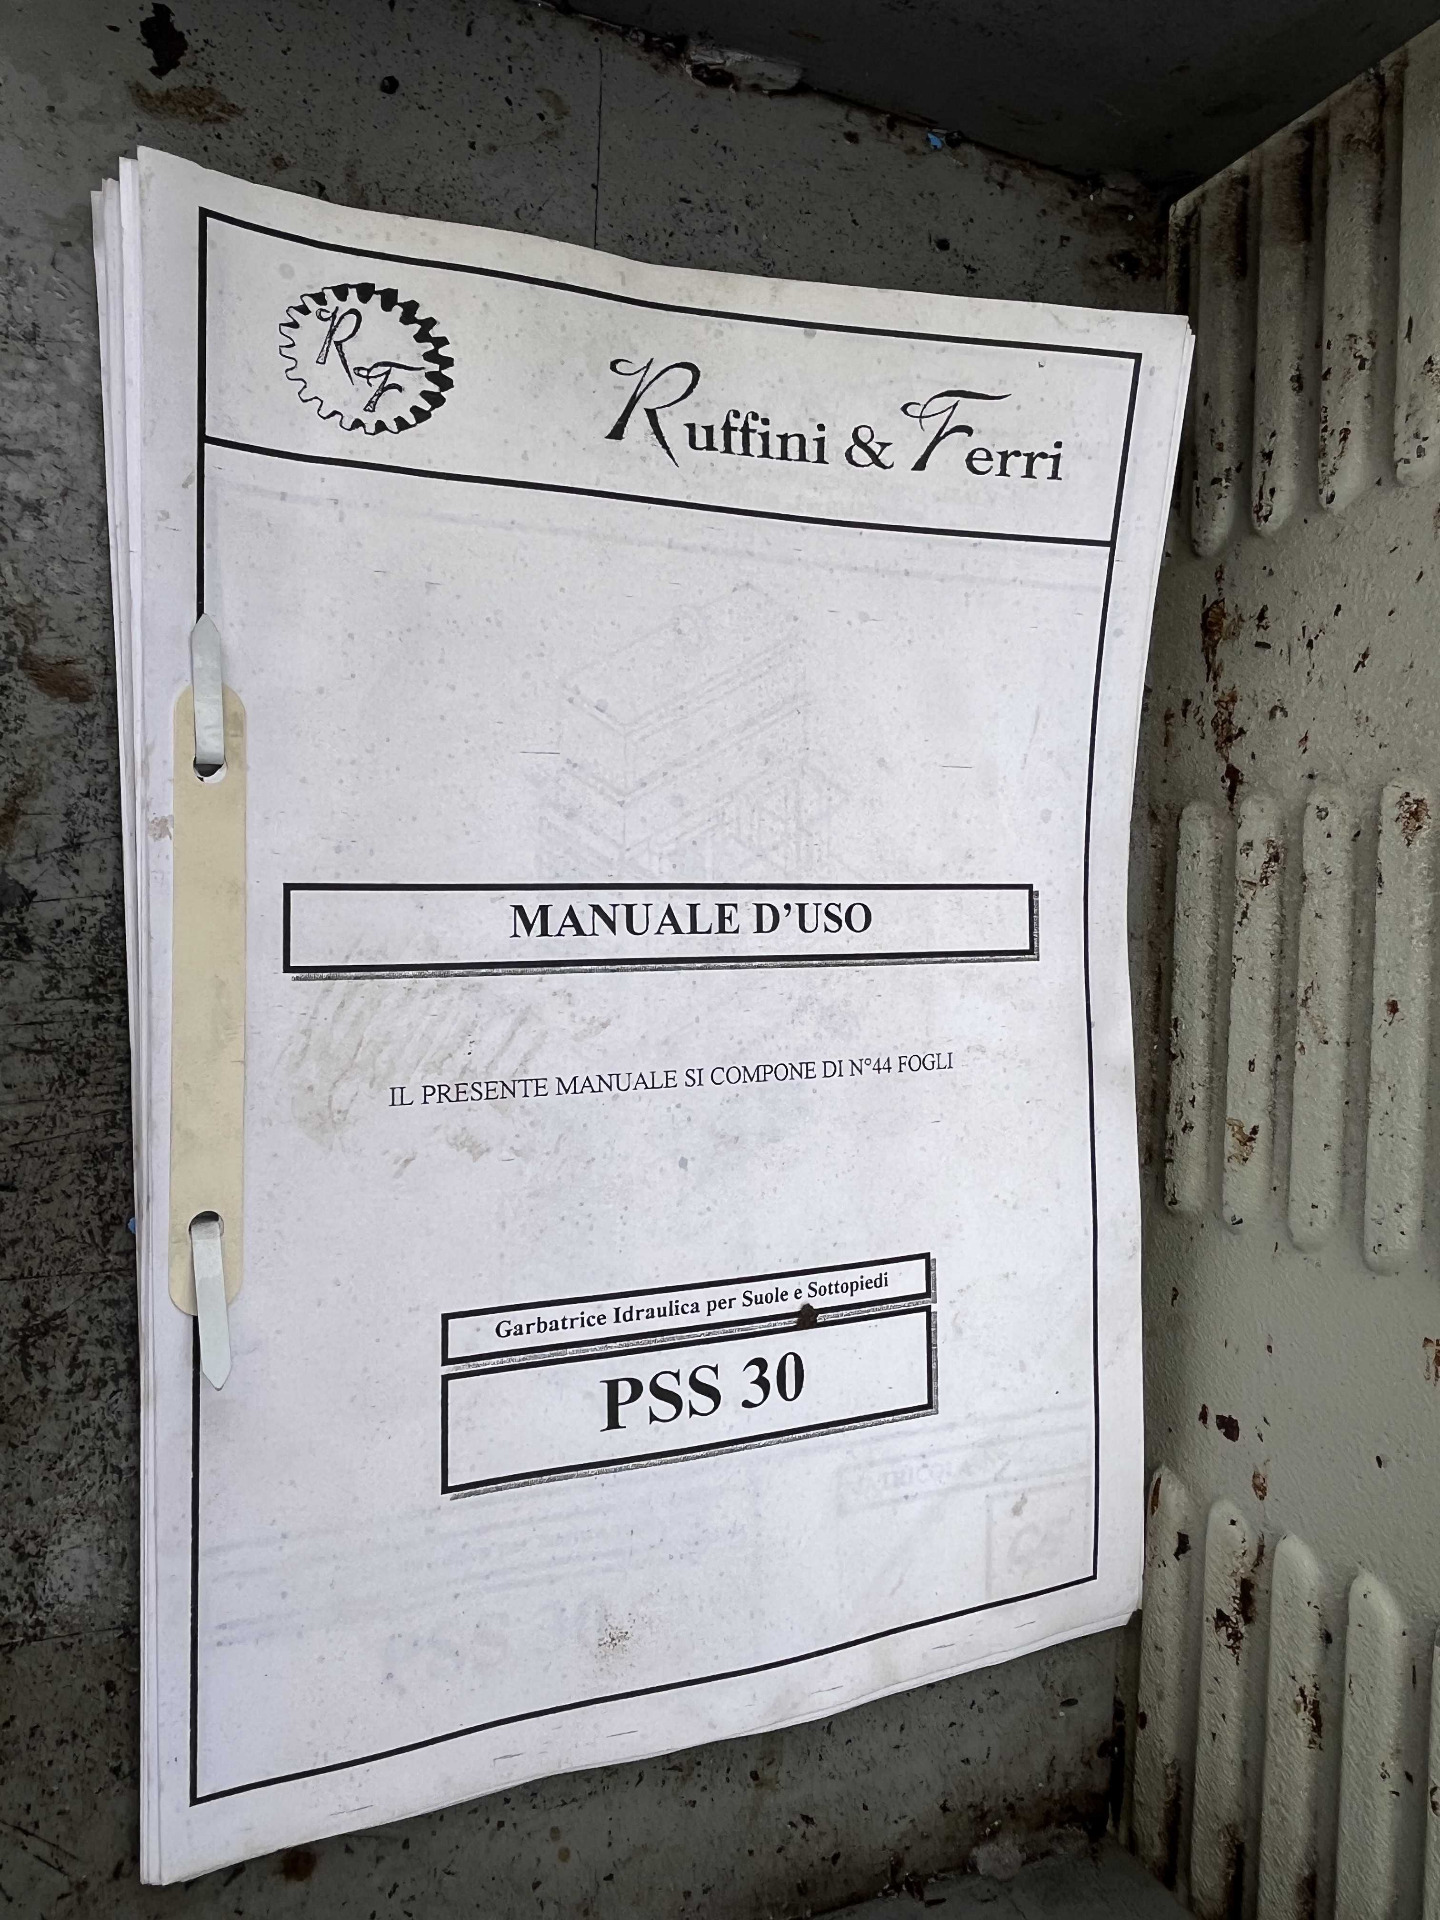 RF
Ruffini & Ferri
MANUALE D'USO
IL PRESENTE MANUALE SI COMPONE DI N°44 FOGLI
Garbatrice Idraulica per Suole e Sottopiedi
PSS 30